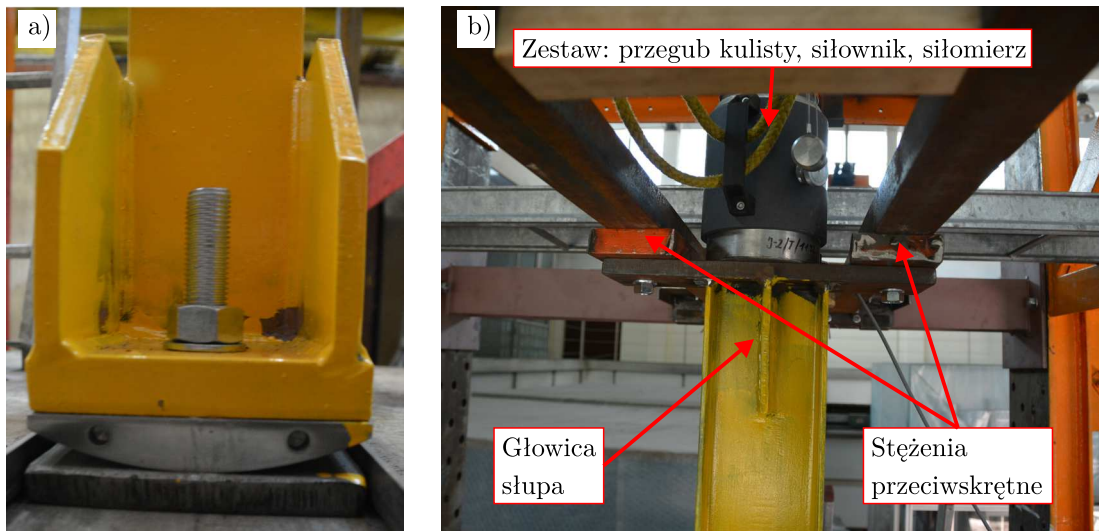 a)
b)
Zestaw: przegub kulisty, siłownik, siłomierz
Głowica
słupa
Stężenia
przeciwskrętne